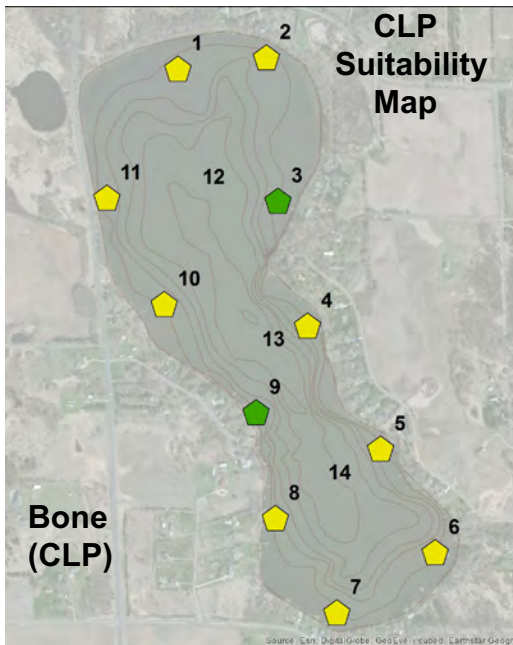 CLP
Suitability
Map
1
2
11
12
3
10
4
13
9
5
14
8
6
7
Bone
(CLP)
Source: Esri, DigitalGlobe, GeoEye, i-cubed, Earthstar Geogr